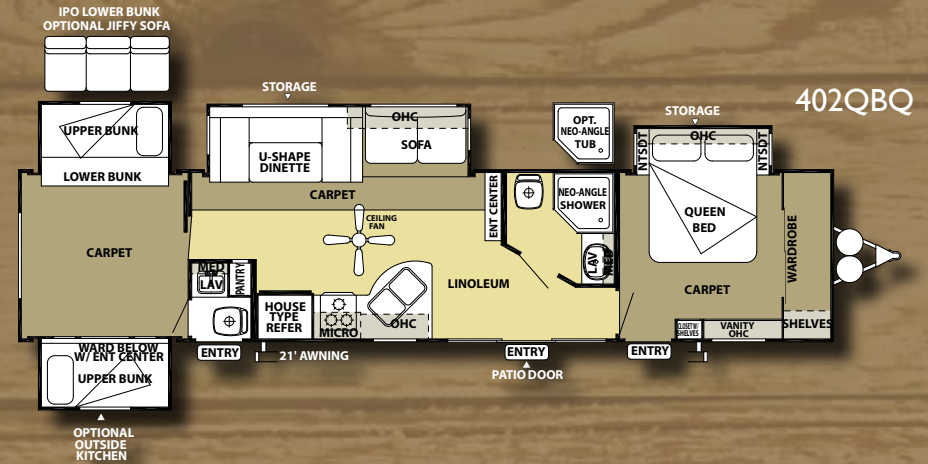 IPO LOWER BUNK
OPTIONAL JIFFY SOFA
402QBQ
STORAGE
STORAGE
UPPER BUNK
LOWER BUNK
U-SHAPE
DINETTE
OHC
SOFA
OPT.
NEO-ANGLE
TUB
NTSDT
OHC
NTSDT
CARPET
CARPET
ENT CENTER
CEILING
FAN
NEO-ANGLE
SHOWER
QUEEN
BED
WARDROBE
MED
LAV
PANTRY
LINOLEUM
LAV
MED
CARPET
HOUSE
TYPE
REFER
MICRO
OHC
CLOSET W/
SHELVES
VANITY
OHC
SHELVES
WARD BELOW
W/ ENT CENTER
UPPER BUNK
ENTRY
21' AWNING
ENTRY
PATIO DOOR
ENTRY
OPTIONAL
OUTSIDE
KITCHEN